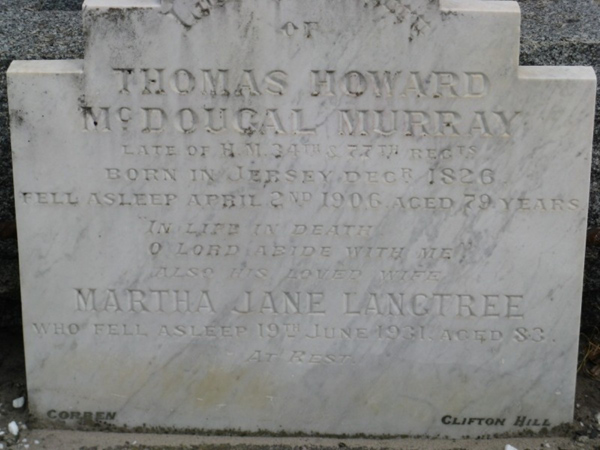 OF
THOMAS HOWARD
McDOUGAL MURRAY
LATE OF H.M. 34TH & 77TH REGTS
BORN IN JERSEY DECR 1826
FELL ASLEEP APRIL 2ND 1906. AGED 79 YEARS
"IN LIFE IN DEATH
O LORD ABIDE WITH ME"
ALSO HIS LOVED WIFE
MARTHA JANE LANGTREE
WHO FELL ASLEEP 19TH JUNE 1931. AGED 83.
AT REST.
CORBEN CLIFTON HILL